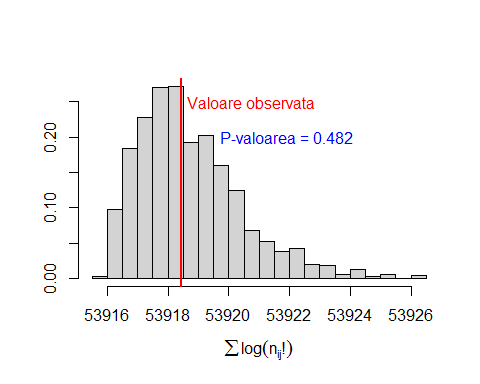 Valoare observata
P-valoarea = 0.482
0.20
0.10
0.00
53916 53918 53920 53922 53924 53926
∑log(nij!)